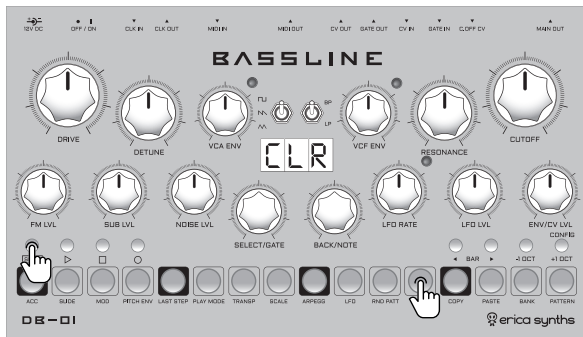 12V DC OFF / ON CLK IN CLK OUT MIDI IN MIDI OUT CV OUT GATE OUT CV IN GATE IN C.OFF CV MAIN OUT
BASSLINE
BP
LP
DRIVE DETUNE VCA ENV VCF ENV RESONANCE CUTOFF
CLR
FM LVL SUB LVL NOISE LVL SELECT/GATE BACK/NOTE LFO RATE LFO LVL ENV/CV LVL
CONFIG
BAR -1 OCT +1 OCT
ACC SLIDE MOD PITCH ENV LAST STEP PLAY MODE TRANSP SCALE ARPEGG LFO RND PATT COPY PASTE BANK PATTERN
DB-01 erica synths